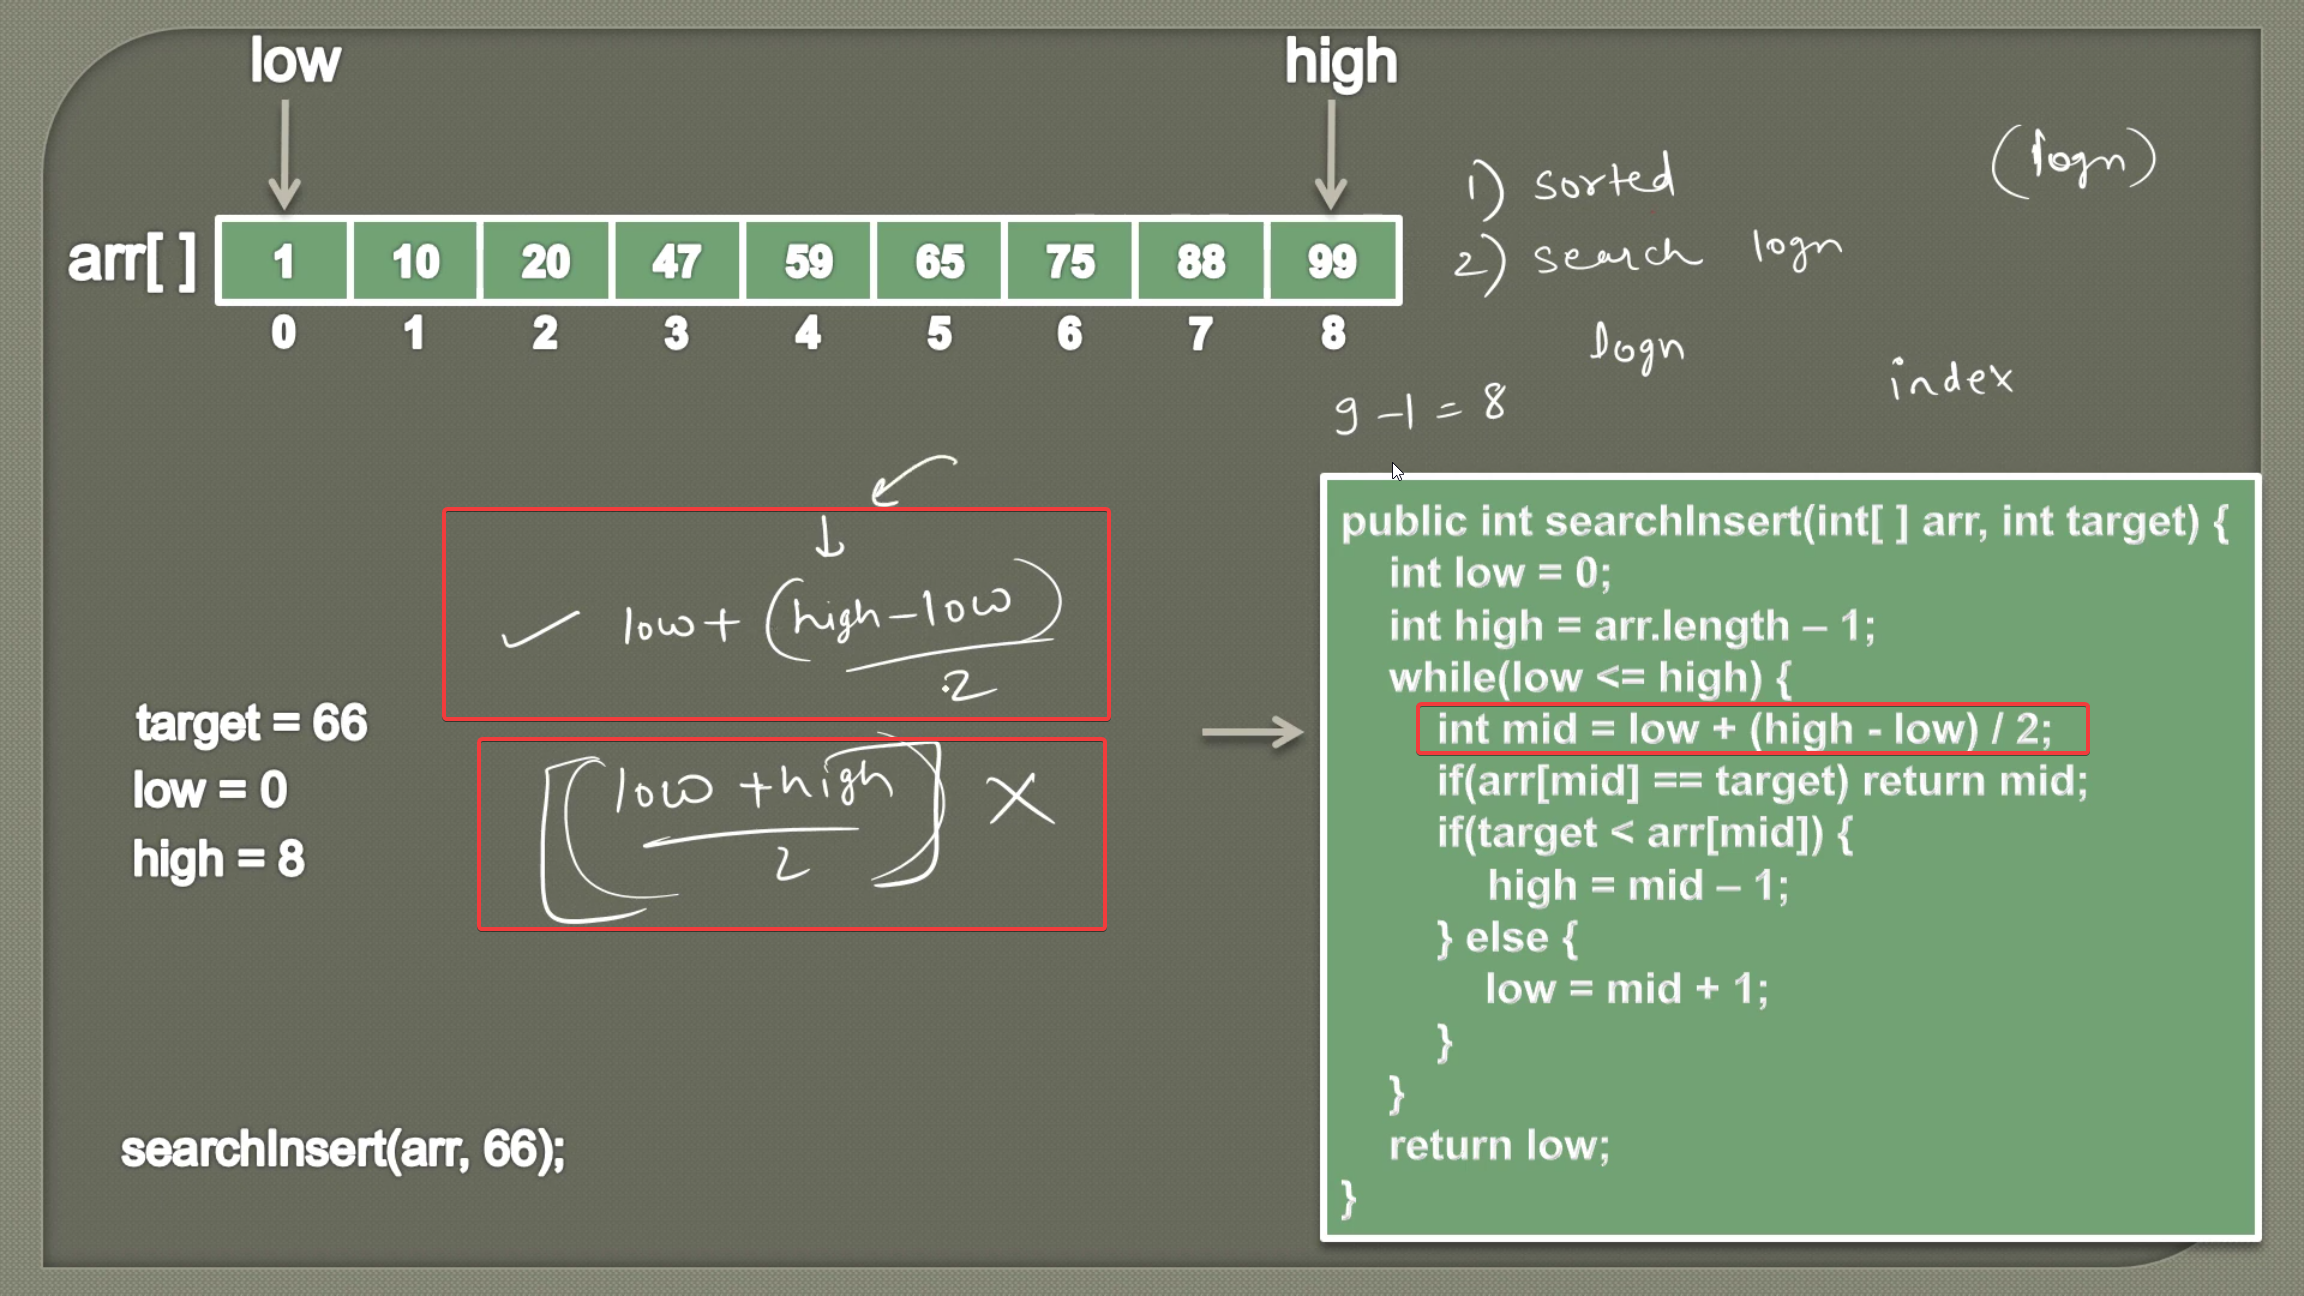 low high
arr[ ] 1 10 20 47 59 65 75 88 99
0 1 2 3 4 5 6 7 8
1) sorted
(logn)
2) search logn
logn
index
9 - 1 = 8
low + (high - low)
2
(low + high)
2
target = 66
low = 0
high = 8
searchInsert(arr, 66);
public int searchInsert(int[ ] arr, int target) {
int low = 0;
int high = arr.length – 1;
while(low <= high) {
int mid = low + (high - low) / 2;
if(arr[mid] == target) return mid;
if(target < arr[mid]) {
high = mid – 1;
} else {
low = mid + 1;
}
}
return low;
}